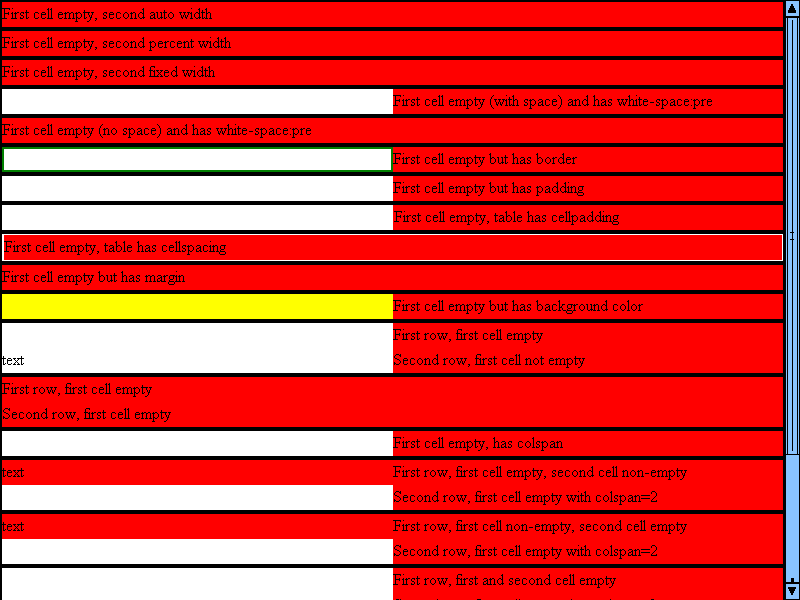 First cell empty, second auto width
First cell empty, second percent width
First cell empty, second fixed width
First cell empty (with space) and has white-space:pre
First cell empty (no space) and has white-space:pre
First cell empty but has border
First cell empty but has padding
First cell empty, table has cellpadding
First cell empty, table has cellspacing
First cell empty but has margin
First cell empty but has background color
First row, first cell empty
text Second row, first cell not empty
First row, first cell empty
Second row, first cell empty
First cell empty, has colspan
text First row, first cell empty, second cell non-empty
Second row, first cell empty with colspan=2
text First row, first cell non-empty, second cell empty
Second row, first cell empty with colspan=2
First row, first and second cell empty